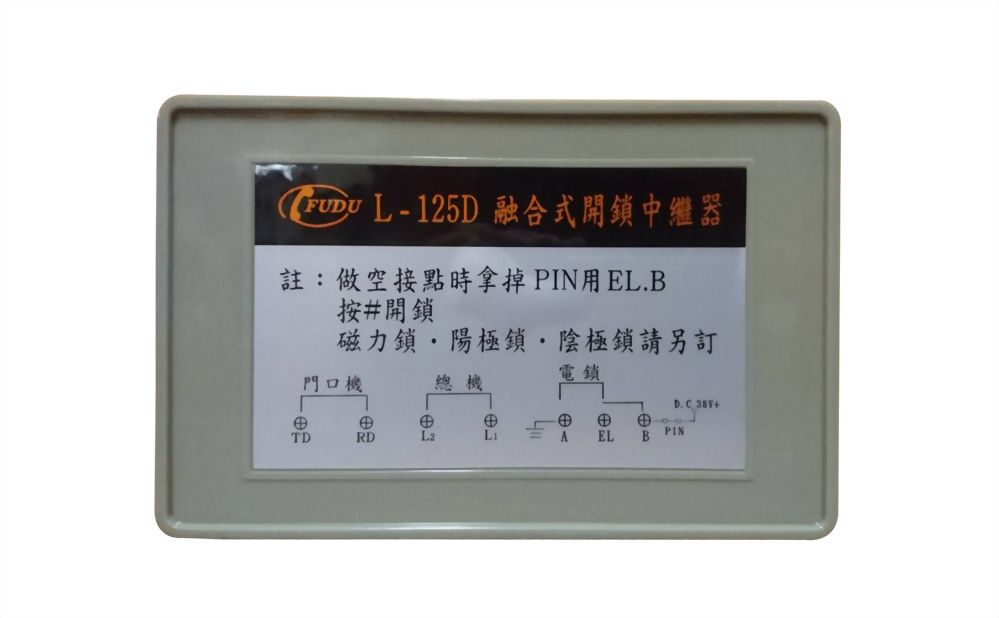 FUDU L-125D 融合式開鎖中繼器
註：做空接點時拿掉PIN用EL.B
按#開鎖
磁力鎖・陽極鎖・陰極鎖請另訂
門口機 總機 電鎖
D.C 38V+
TD RD L2 L1 A EL B PIN